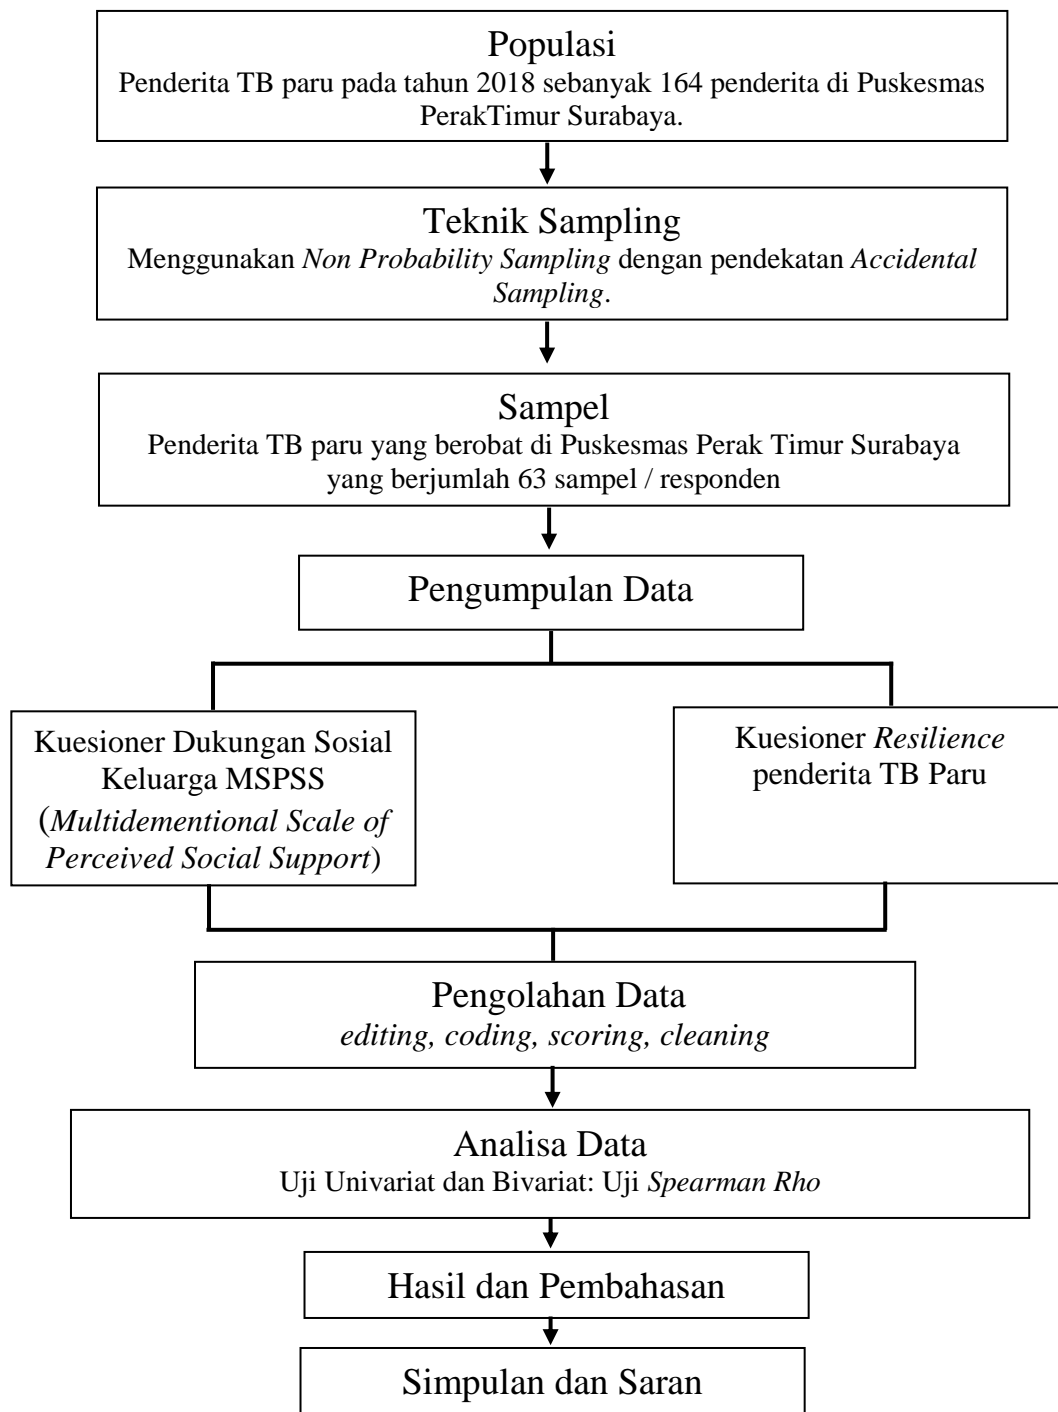 Populasi
Penderita TB paru pada tahun 2018 sebanyak 164 penderita di Puskesmas
PerakTimur Surabaya.
Teknik Sampling
Menggunakan Non Probability Sampling dengan pendekatan Accidental
Sampling.
Sampel
Penderita TB paru yang berobat di Puskesmas Perak Timur Surabaya
yang berjumlah 63 sampel / responden
Pengumpulan Data
Kuesioner Dukungan Sosial
Keluarga MSPSS
(Multidementional Scale of
Perceived Social Support)
Kuesioner Resilience
penderita TB Paru
Pengolahan Data
editing, coding, scoring, cleaning
Analisa Data
Uji Univariat dan Bivariat: Uji Spearman Rho
Hasil dan Pembahasan
Simpulan dan Saran